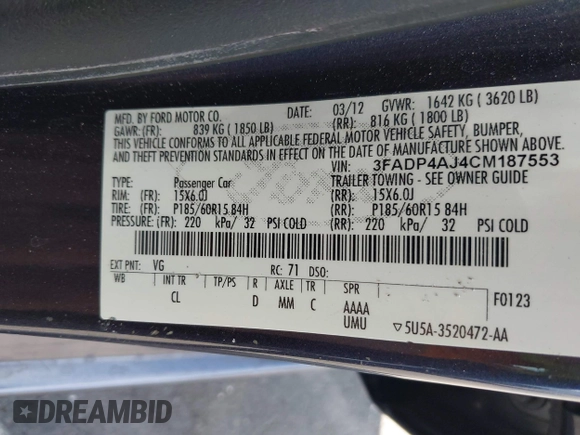 MFD. BY FORD MOTOR CO.
DATE: 03/12 GVWR: 1642 KG ( 3620 LB)
GAWR: (FR): 839 KG ( 1850 LB) (RR): 816 KG ( 1800 LB)
THIS VEHICLE CONFORMS TO ALL APPLICABLE FEDERAL MOTOR VEHICLE SAFETY, BUMPER,
AND THEFT PREVENTION STANDARDS IN EFFECT ON THE DATE OF MANUFACTURE SHOWN ABOVE.
VIN: 3FADP4AJ4CM187553
TYPE: Passenger Car TRAILER TOWING - SEE OWNER GUIDE
RIM: (FR): 15X6.0J (RR): 15X6.0J
TIRE: (FR): P185/60R15 84H (RR): P185/60R15 84H
PRESSURE: (FR): 220 kPa/ 32 PSI COLD (RR): 220 kPa/ 32 PSI COLD
EXT PNT: VG RC: 71 DSO:
WB INT TR TP/PS R AXLE TR SPR
CL D MM C AAAA
UMU
F0123
▽5U5A-3520472-AA
DREAMBID